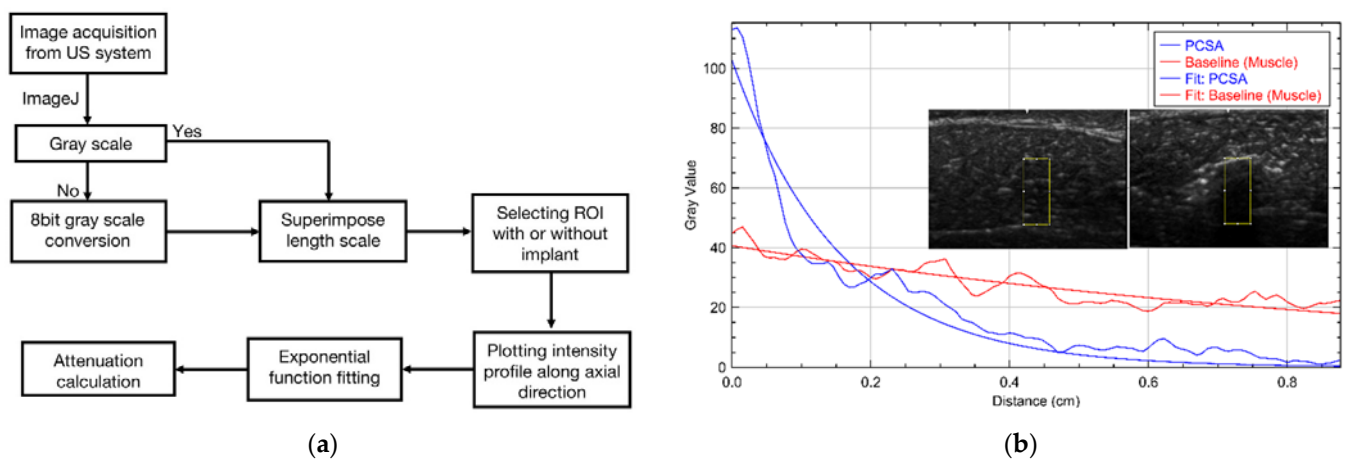 Image acquisition
from US system
ImageJ
Gray scale
Yes
No
8bit gray scale
conversion
Superimpose
length scale
Selecting ROI
with or without
implant
Plotting intensity
profile along axial
direction
Exponential
function fitting
Attenuation
calculation
(a)
PCSA
Baseline (Muscle)
Fit: PCSA
Fit: Baseline (Muscle)
Gray Value
100
80
60
40
20
0
0.0
0.2
0.4
0.6
0.8
Distance (cm)
(b)